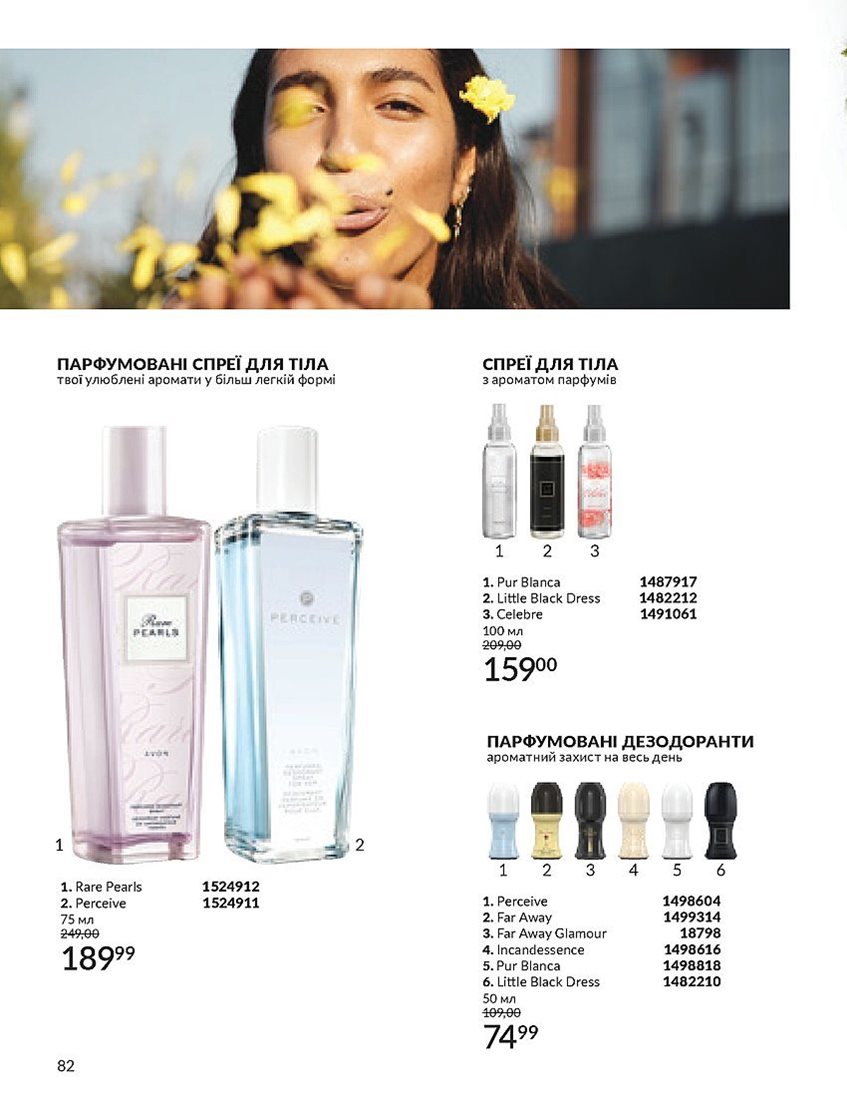 ПАРФУМОВАНІ СПРЕЇ ДЛЯ ТІЛА
твої улюблені аромати у більш легкій формі
Rare
PEARLS
AVON
PERCEIVE
AVON
1
2
1. Rare Pearls 1524912
2. Perceive 1524911
75 мл
249,00
189⁹⁹
СПРЕЇ ДЛЯ ТІЛА
з ароматом парфумів
1 2 3
1. Pur Blanca 1487917
2. Little Black Dress 1482212
3. Celebre 1491061
100 мл
209,00
159⁰⁰
ПАРФУМОВАНІ ДЕЗОДОРАНТИ
ароматний захист на весь день
1 2 3 4 5 6
1. Perceive 1498604
2. Far Away 1499314
3. Far Away Glamour 18798
4. Incandessence 1498616
5. Pur Blanca 1498818
6. Little Black Dress 1482210
50 мл
109,00
74⁹⁹
82